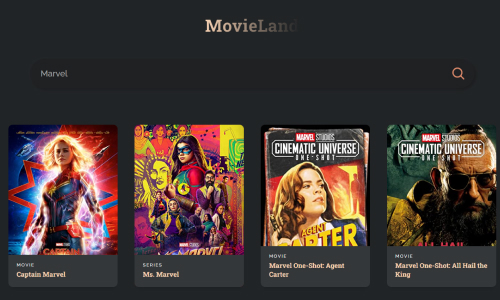 MovieLand
Marvel
MARVEL STUDIOS
CINEMATIC UNIVERSE
ONE-SHOT
AGENT
CARTER
MARVEL STUDIOS
CINEMATIC UNIVERSE
ONE-SHOT
ALL HAIL
MOVIE
Captain Marvel
SERIES
Ms. Marvel
MOVIE
Marvel One-Shot: Agent
Carter
MOVIE
Marvel One-Shot: All Hail the
King